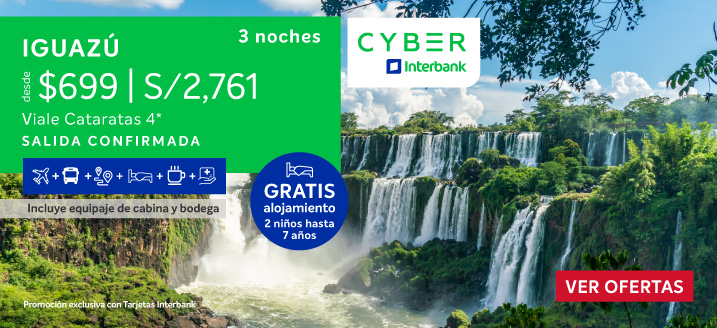 IGUAZÚ
3 noches
desde
$699 | S/2,761
Viale Cataratas 4*
SALIDA CONFIRMADA
+ + + + +
Incluye equipaje de cabina y bodega
CYBER
Interbank
GRATIS
alojamiento
2 niños hasta
7 años
VER OFERTAS
Promoción exclusiva con Tarjetas Interbank